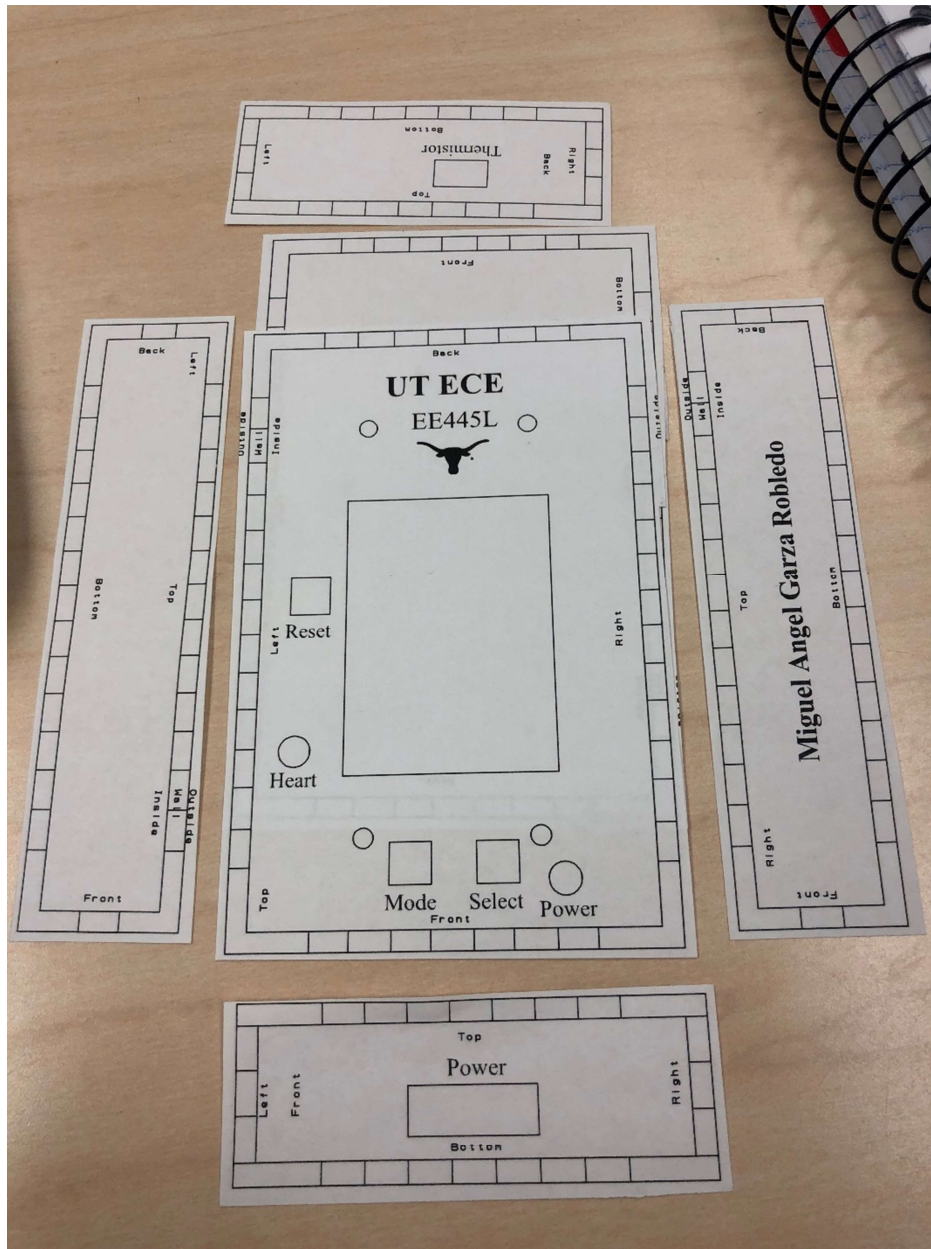 Bottom
Left
Thermistor
Right
Back
Top
Front
Bottom
Back
Left
Bottom
Top
Outside
Wall
Inside
Front
Back
UT ECE
EE445L
Outside
Wall
Inside
Outside
Reset
Left
Right
Heart
Top
Mode
Select
Power
Front
Back
Outside
Wall
Inside
Top
Miguel Angel Garza Robledo
Bottom
Right
Front
Top
Power
Left
Front
Right
Bottom